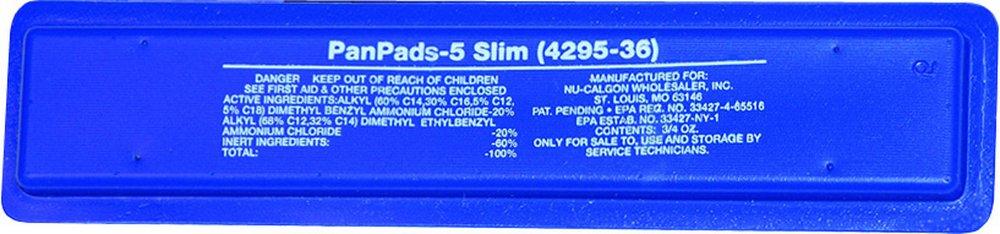 PanPads-5 Slim (4295-36)
DANGER KEEP OUT OF REACH OF CHILDREN
SEE FIRST AID & OTHER PRECAUTIONS ENCLOSED
ACTIVE INGREDIENTS:ALKYL (60% C14,30% C16,5% C12,
5% C18) DIMETHYL BENZYL AMMONIUM CHLORIDE-20%
ALKYL (68% C12,32% C14) DIMETHYL ETHYLBENZYL
AMMONIUM CHLORIDE -20%
INERT INGREDIENTS: -60%
TOTAL: -100%
MANUFACTURED FOR:
NU-CALGON WHOLESALER, INC.
ST. LOUIS, MO 63146
PAT. PENDING • EPA REG. NO. 33427-4-65516
EPA ESTAB. NO. 33427-NY-1
CONTENTS: 3/4 OZ.
ONLY FOR SALE TO, USE AND STORAGE BY
SERVICE TECHNICIANS.